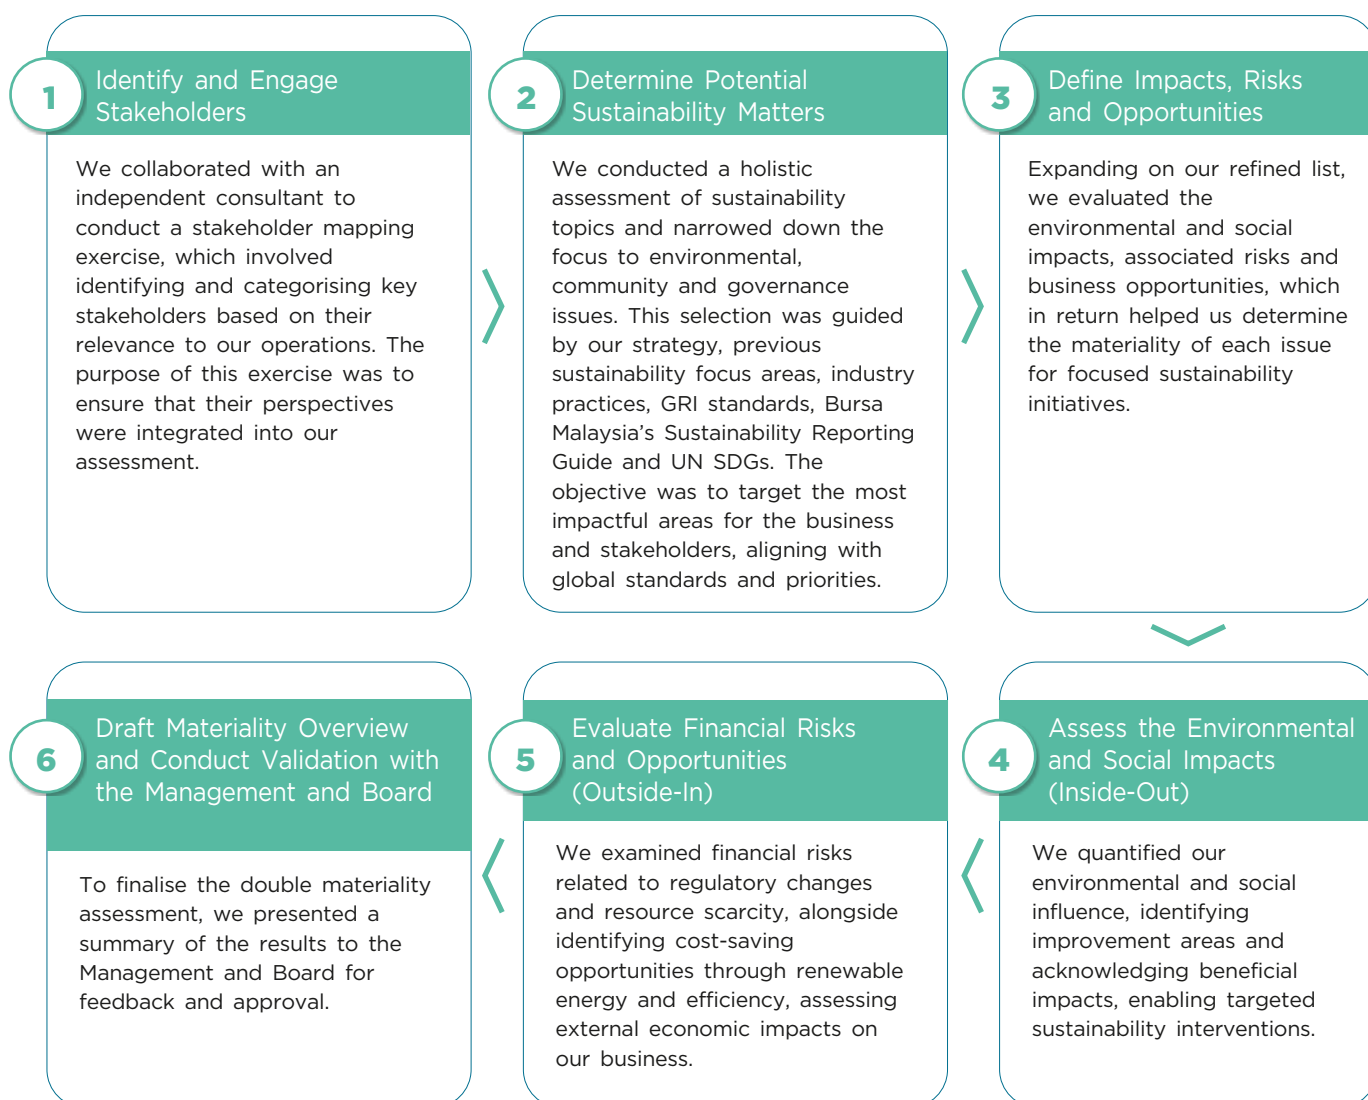 1
Identify and Engage
Stakeholders
We collaborated with an
independent consultant to
conduct a stakeholder mapping
exercise, which involved
identifying and categorising key
stakeholders based on their
relevance to our operations. The
purpose of this exercise was to
ensure that their perspectives
were integrated into our
assessment.
2
Determine Potential
Sustainability Matters
We conducted a holistic
assessment of sustainability
topics and narrowed down the
focus to environmental,
community and governance
issues. This selection was guided
by our strategy, previous
sustainability focus areas, industry
practices, GRI standards, Bursa
Malaysia’s Sustainability Reporting
Guide and UN SDGs. The
objective was to target the most
impactful areas for the business
and stakeholders, aligning with
global standards and priorities.
3
Define Impacts, Risks
and Opportunities
Expanding on our refined list,
we evaluated the
environmental and social
impacts, associated risks and
business opportunities, which
in return helped us determine
the materiality of each issue
for focused sustainability
initiatives.
4
Assess the Environmental
and Social Impacts
(Inside-Out)
We quantified our
environmental and social
influence, identifying
improvement areas and
acknowledging beneficial
impacts, enabling targeted
sustainability interventions.
5
Evaluate Financial Risks
and Opportunities
(Outside-In)
We examined financial risks
related to regulatory changes
and resource scarcity, alongside
identifying cost-saving
opportunities through renewable
energy and efficiency, assessing
external economic impacts on
our business.
6
Draft Materiality Overview
and Conduct Validation with
the Management and Board
To finalise the double materiality
assessment, we presented a
summary of the results to the
Management and Board for
feedback and approval.